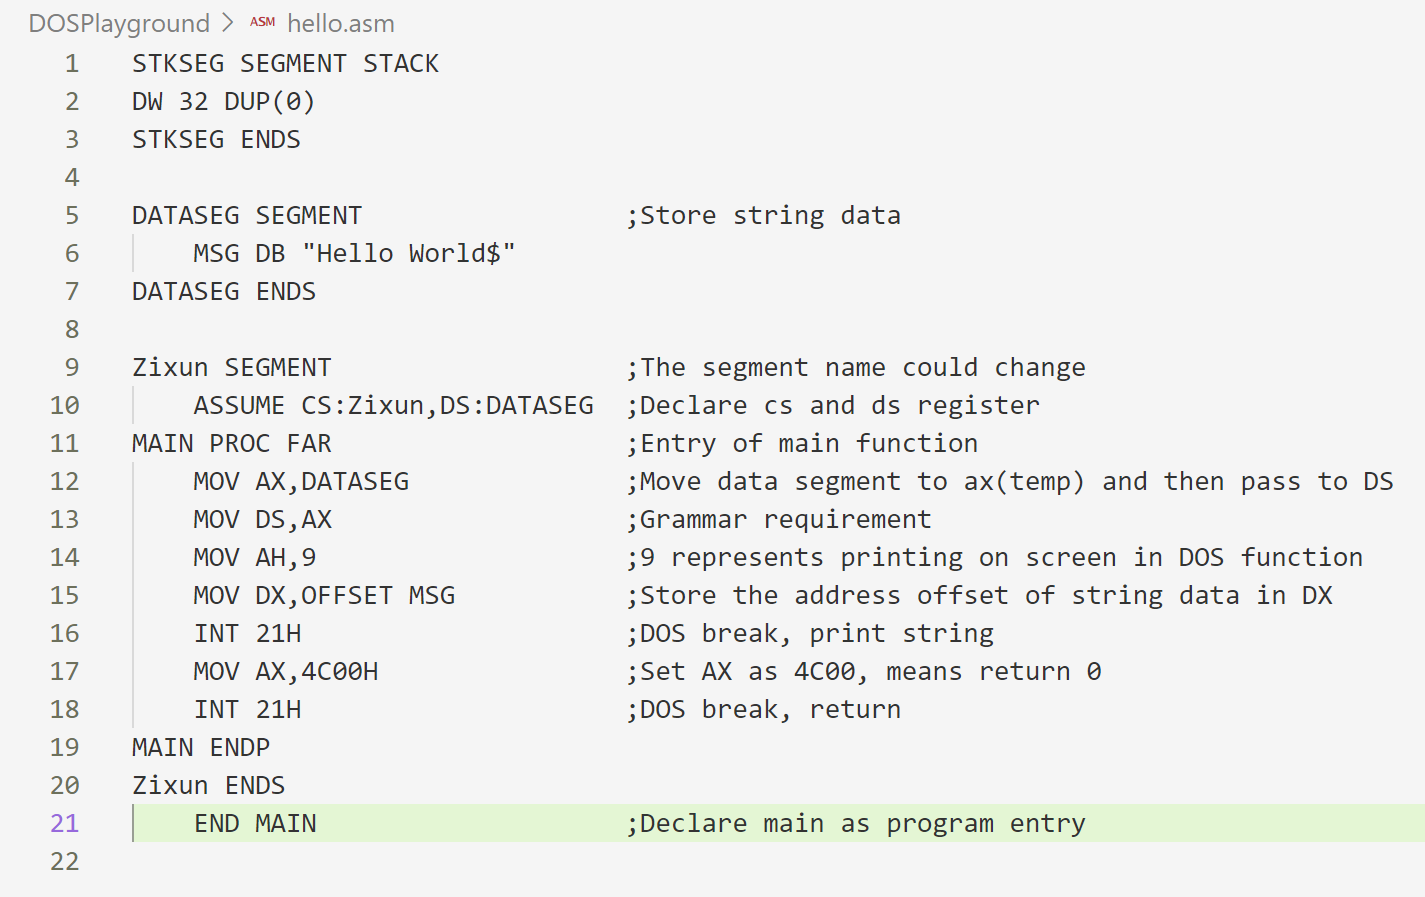 DOSPlayground > ASM hello.asm
1 STKSEG SEGMENT STACK
2 DW 32 DUP(0)
3 STKSEG ENDS
4
5 DATASEG SEGMENT ;Store string data
6 MSG DB "Hello World$"
7 DATASEG ENDS
8
9 Zixun SEGMENT ;The segment name could change
10 ASSUME CS:Zixun,DS:DATASEG ;Declare cs and ds register
11 MAIN PROC FAR ;Entry of main function
12 MOV AX,DATASEG ;Move data segment to ax(temp) and then pass to DS
13 MOV DS,AX ;Grammar requirement
14 MOV AH,9 ;9 represents printing on screen in DOS function
15 MOV DX,OFFSET MSG ;Store the address offset of string data in DX
16 INT 21H ;DOS break, print string
17 MOV AX,4C00H ;Set AX as 4C00, means return 0
18 INT 21H ;DOS break, return
19 MAIN ENDP
20 Zixun ENDS
21 END MAIN ;Declare main as program entry
22